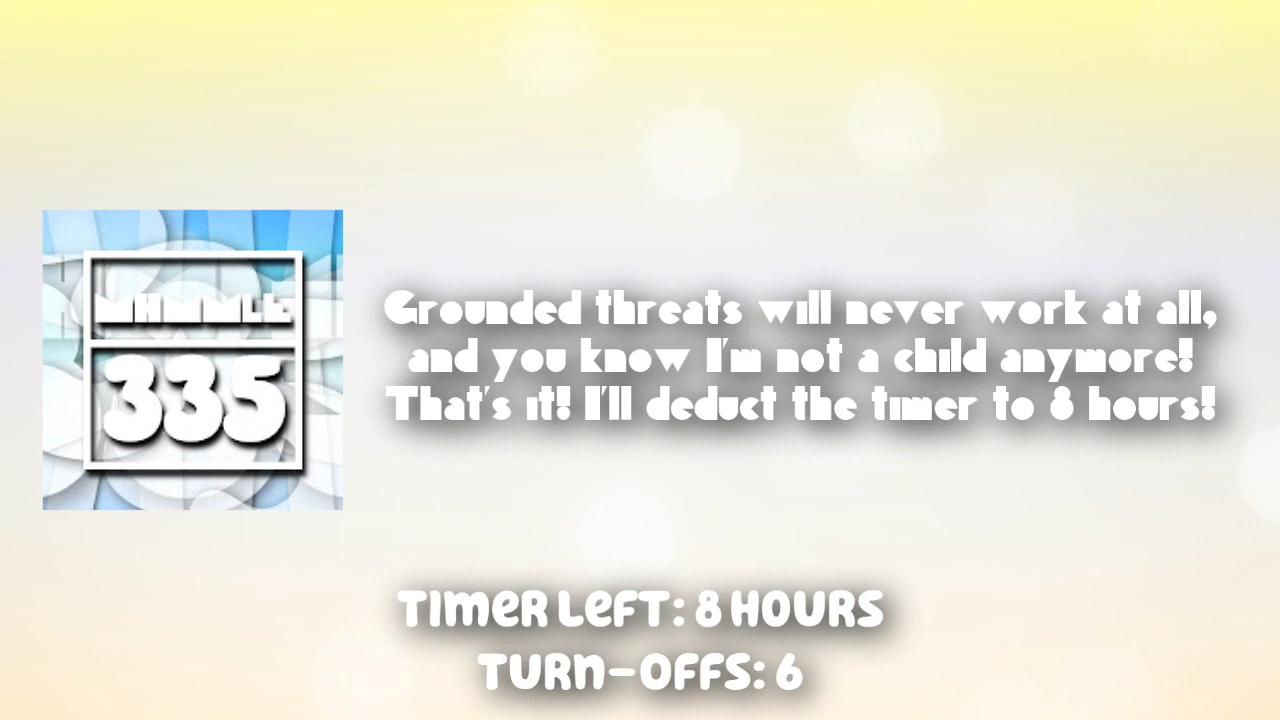 335
Grounded threats will never work at all,
and you know I'm not a child anymore!
That's it! I'll deduct the timer to 8 hours!
Timer Left: 8 Hours
Turn-Offs: 6